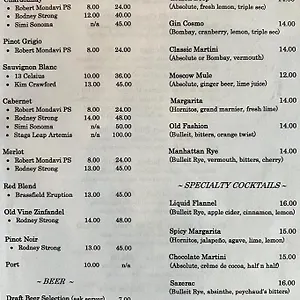 Chardonnay
• Robert Mondavi PS 8.00 24.00
• Rodney Strong 12.00 40.00
• Simi Sonoma n/a 45.00
Pinot Grigio
• Robert Mondavi PS 8.00 24.00
Sauvignon Blanc
• 13 Celsius 10.00 36.00
• Kim Crawford 13.00 45.00
Cabernet
• Robert Mondavi PS 8.00 24.00
• Rodney Strong 14.00 48.00
• Simi Sonoma n/a 50.00
• Stags Leap Artemis n/a 100.00
Merlot
• Robert Mondavi PS 8.00 24.00
• Rodney Strong 13.00 45.00
Red Blend
• Brassfield Eruption 13.00 45.00
Old Vine Zinfandel
• Rodney Strong 14.00 48.00
Pinot Noir
• Rodney Strong 13.00 45.00
Port 10.00 n/a
~ BEER ~
Draft Beer Selection (ask server) 7.00
(Absolute, fresh lemon, triple sec)
Gin Cosmo 14.00
(Bombay, cranberry, lemon, triple sec)
Classic Martini 14.00
(Absolute or Bombay, vermouth)
Moscow Mule 12.00
(Absolute, ginger beer, lime juice)
Margarita 14.00
(Hornitos, grand marnier, fresh lime)
Old Fashion 14.00
(Bulleit, bitters, orange twist)
Manhattan Rye 14.00
(Bulleit Rye, vermouth, bitters, cherry)
~ SPECIALTY COCKTAILS ~
Liquid Flannel 16.00
(Bulleit Rye, apple cider, cinnamon, lemon)
Spicy Margarita 15.00
(Hornitos, jalapeño, agave, lime, lemon)
Chocolate Martini 15.00
(Absolute, crème de cocoa, half n half)
Sazerac 16.00
(Bulleit Rye, absinthe, peychaud's bitters)